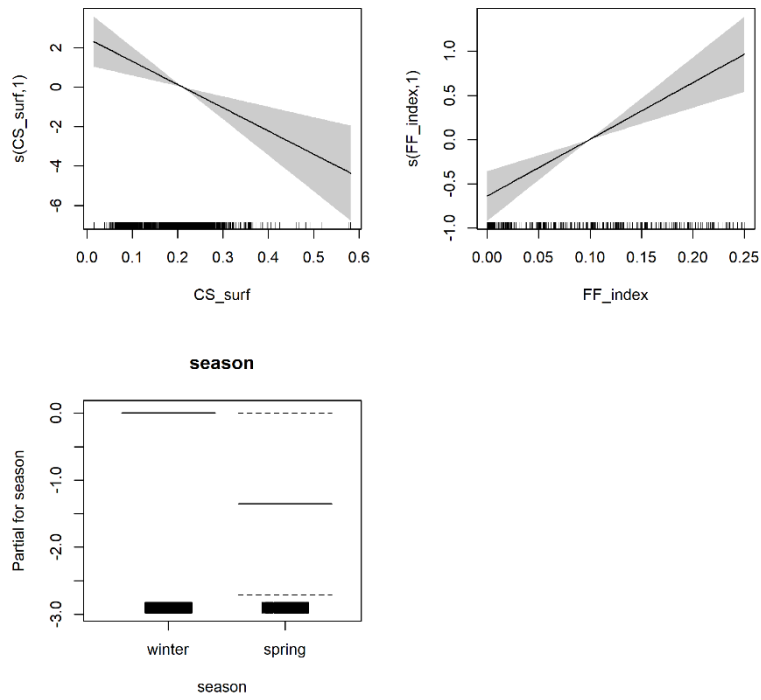 s(CS_surf,1)
2
0
-2
-4
-6
0.0 0.1 0.2 0.3 0.4 0.5 0.6
CS_surf
s(FF_index,1)
1.0
0.5
0.0
-0.5
-1.0
0.00 0.05 0.10 0.15 0.20 0.25
FF_index
season
Partial for season
0.0
-1.0
-2.0
-3.0
winter spring
season